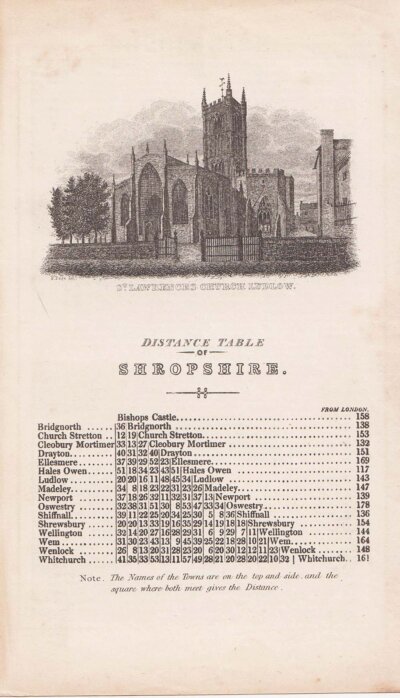 ST. LAWRENCE'S CHURCH LUDLOW.
DISTANCE TABLE
OF
SHROPSHIRE.
FROM LONDON.
Bishops Castle 158
Bridgnorth 36 Bridgnorth 138
Church Stretton 12 19 Church Stretton 153
Cleobury Mortimer 33 13 27 Cleobury Mortimer 132
Drayton 40 31 32 40 Drayton 151
Ellesmere 37 39 29 52 23 Ellesmere 169
Hales Owen 51 18 34 23 43 51 Hales Owen 117
Ludlow 20 20 16 11 48 45 34 Ludlow 143
Madeley 34 8 18 22 22 31 23 26 Madeley 147
Newport 37 18 26 32 11 32 31 37 13 Newport 139
Oswestry 32 38 31 51 30 8 53 47 33 34 Oswestry 178
Shiffnall 39 11 22 25 20 34 25 30 5 8 36 Shiffnall 136
Shrewsbury 20 20 13 33 19 16 35 29 14 19 18 18 Shrewsbury 154
Wellington 32 14 20 27 16 28 29 31 6 9 29 7 11 Wellington 144
Wem 31 30 23 43 13 9 45 39 25 22 18 28 10 21 Wem 164
Wenlock 26 8 13 20 31 28 23 20 6 20 30 12 12 11 23 Wenlock 148
Whitchurch 41 35 33 53 13 11 57 49 28 21 20 28 20 22 10 32 Whitchurch 161
Note. The Names of the Towns are on the top and side, and the
square where both meet gives the Distance.